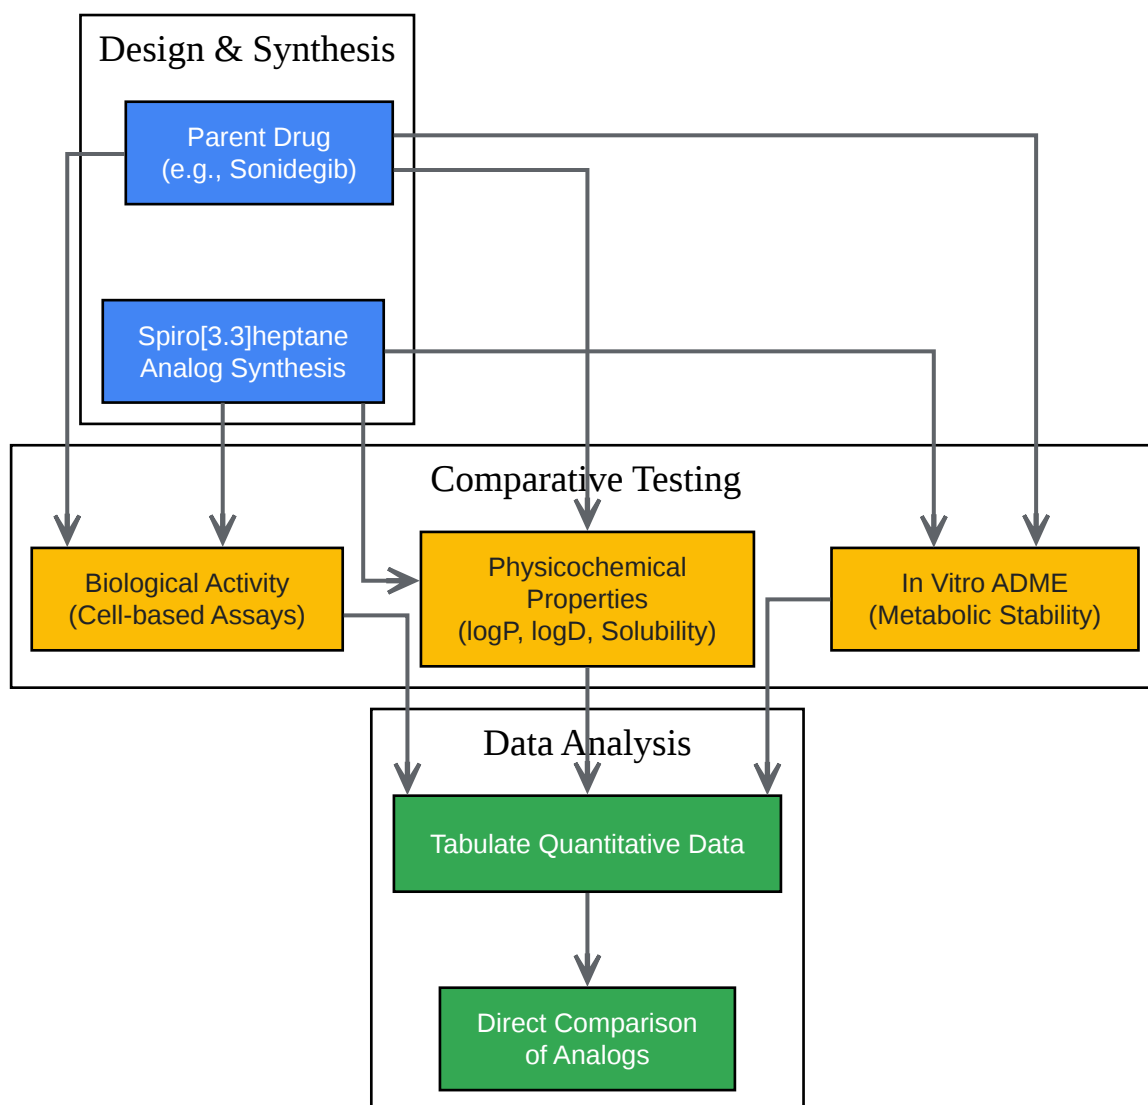 Design & Synthesis
Parent Drug
(e.g., Sonidegib)
Spiro[3.3]heptane
Analog Synthesis
Comparative Testing
Biological Activity
(Cell-based Assays)
Physicochemical
Properties
(logP, logD, Solubility)
In Vitro ADME
(Metabolic Stability)
Data Analysis
Tabulate Quantitative Data
Direct Comparison
of Analogs